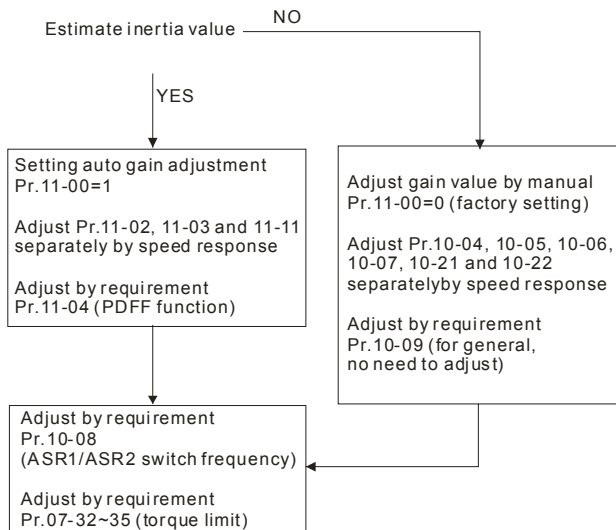 Estimate inertia value
NO
YES
Setting auto gain adjustment
Pr.11-00=1
Adjust Pr.11-02, 11-03 and 11-11
separately by speed response
Adjust by requirement
Pr.11-04 (PDFF function)
Adjust gain value by manual
Pr.11-00=0 (factory setting)
Adjust Pr.10-04, 10-05, 10-06,
10-07, 10-21 and 10-22
separatelyby speed response
Adjust by requirement
Pr.10-09 (for general,
no need to adjust)
Adjust by requirement
Pr.10-08
(ASR1/ASR2 switch frequency)
Adjust by requirement
Pr.07-32~35 (torque limit)